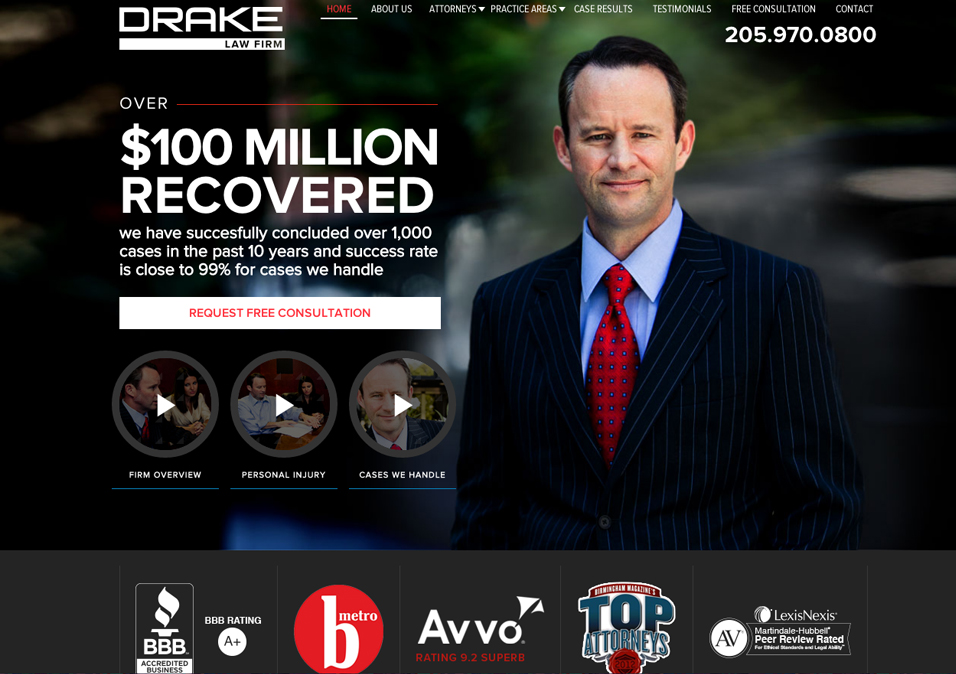 DRAKE
LAW FIRM
HOME ABOUT US ATTORNEYS PRACTICE AREAS CASE RESULTS TESTIMONIALS FREE CONSULTATION CONTACT
205.970.0800
OVER
$100 MILLION
RECOVERED
we have succesfully concluded over 1,000
cases in the past 10 years and success rate
is close to 99% for cases we handle
REQUEST FREE CONSULTATION
FIRM OVERVIEW PERSONAL INJURY CASES WE HANDLE
BBB
ACCREDITED
BUSINESS
BBB RATING
A+
b metro
Avvo
RATING 9.2 SUPERB
BIRMINGHAM MAGAZINE'S
TOP
ATTORNEYS
LexisNexis®
AV
Martindale-Hubbell®
Peer Review Rated
For Ethical Standards and Legal Ability™